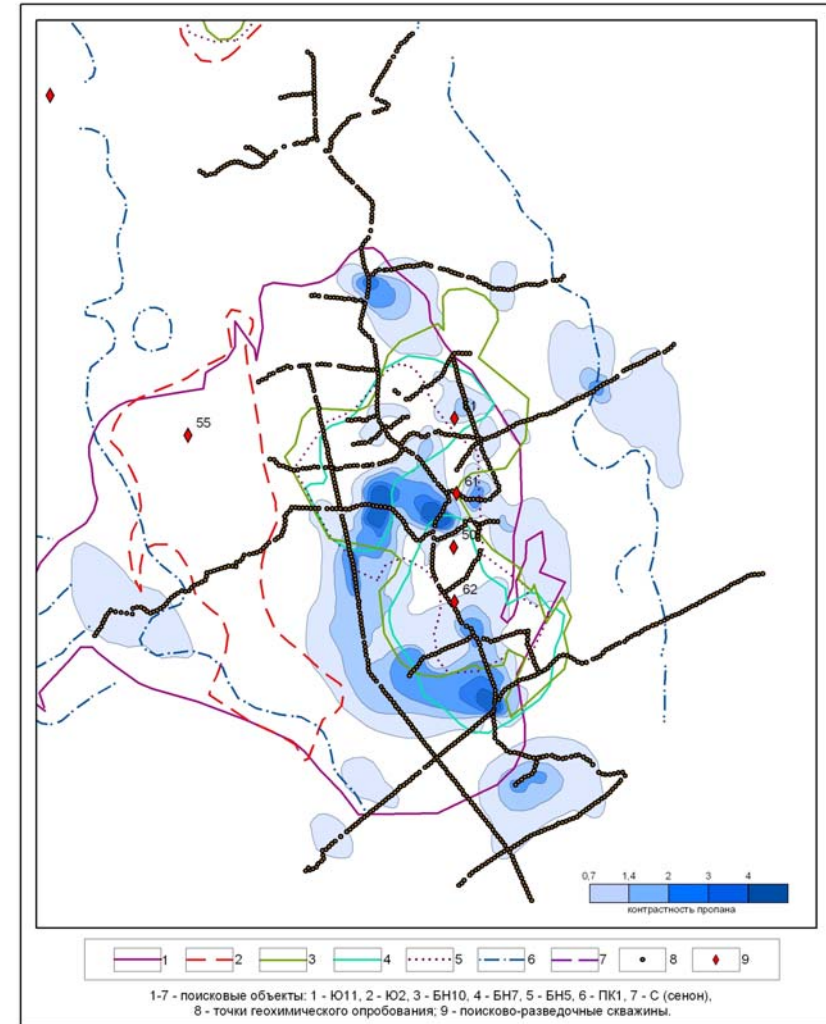 55
61
50
62
0,7 1,4 2 3 4
контрастность пропана
1 2 3 4 5 6 7 8 9
1-7 - поисковые объекты: 1 - Ю11, 2 - Ю2, 3 - БН10, 4 - БН7, 5 - БН5, 6 - ПК1, 7 - С (сенон),
8 - точки геохимического опробования; 9 - поисково-разведочные скважины.